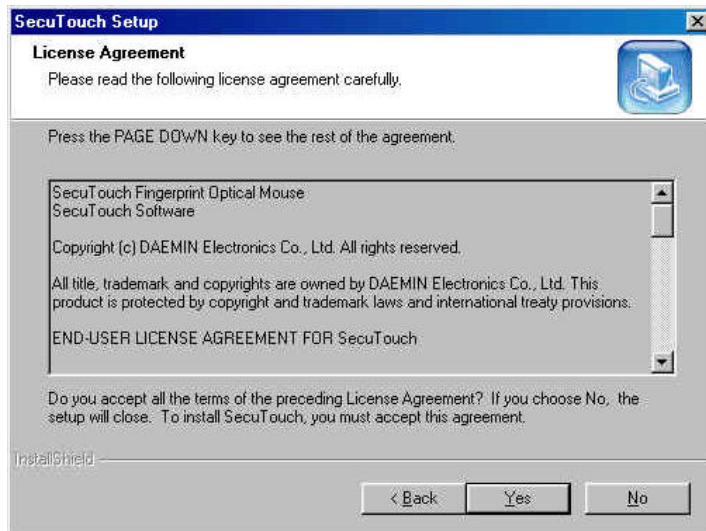 SecuTouch Setup
License Agreement
Please read the following license agreement carefully.
Press the PAGE DOWN key to see the rest of the agreement.
SecuTouch Fingerprint Optical Mouse
SecuTouch Software
Copyright (c) DAEMIN Electronics Co., Ltd. All rights reserved.
All title, trademark and copyrights are owned by DAEMIN Electronics Co., Ltd. This
product is protected by copyright and trademark laws and international treaty provisions.
END-USER LICENSE AGREEMENT FOR SecuTouch
Do you accept all the terms of the preceding License Agreement? If you choose No, the
setup will close. To install SecuTouch, you must accept this agreement.
InstallShield
< Back
Yes
No